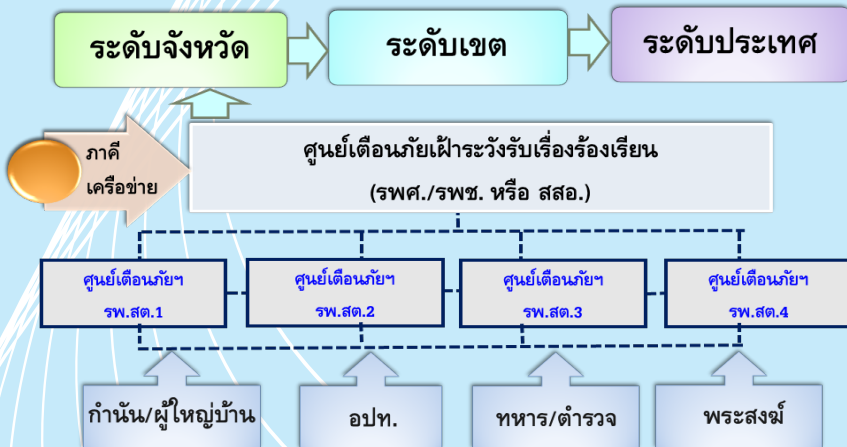 ระดับจังหวัด
ระดับเขต
ระดับประเทศ
ภาคี
เครือข่าย
ศูนย์เตือนภัยเฝ้าระวังรับเรื่องร้องเรียน
(รพศ./รพช. หรือ สสอ.)
ศูนย์เตือนภัยฯ
รพ.สต.1
ศูนย์เตือนภัยฯ
รพ.สต.2
ศูนย์เตือนภัยฯ
รพ.สต.3
ศูนย์เตือนภัยฯ
รพ.สต.4
กำนัน/ผู้ใหญ่บ้าน
อปท.
ทหาร/ตำรวจ
พระสงฆ์